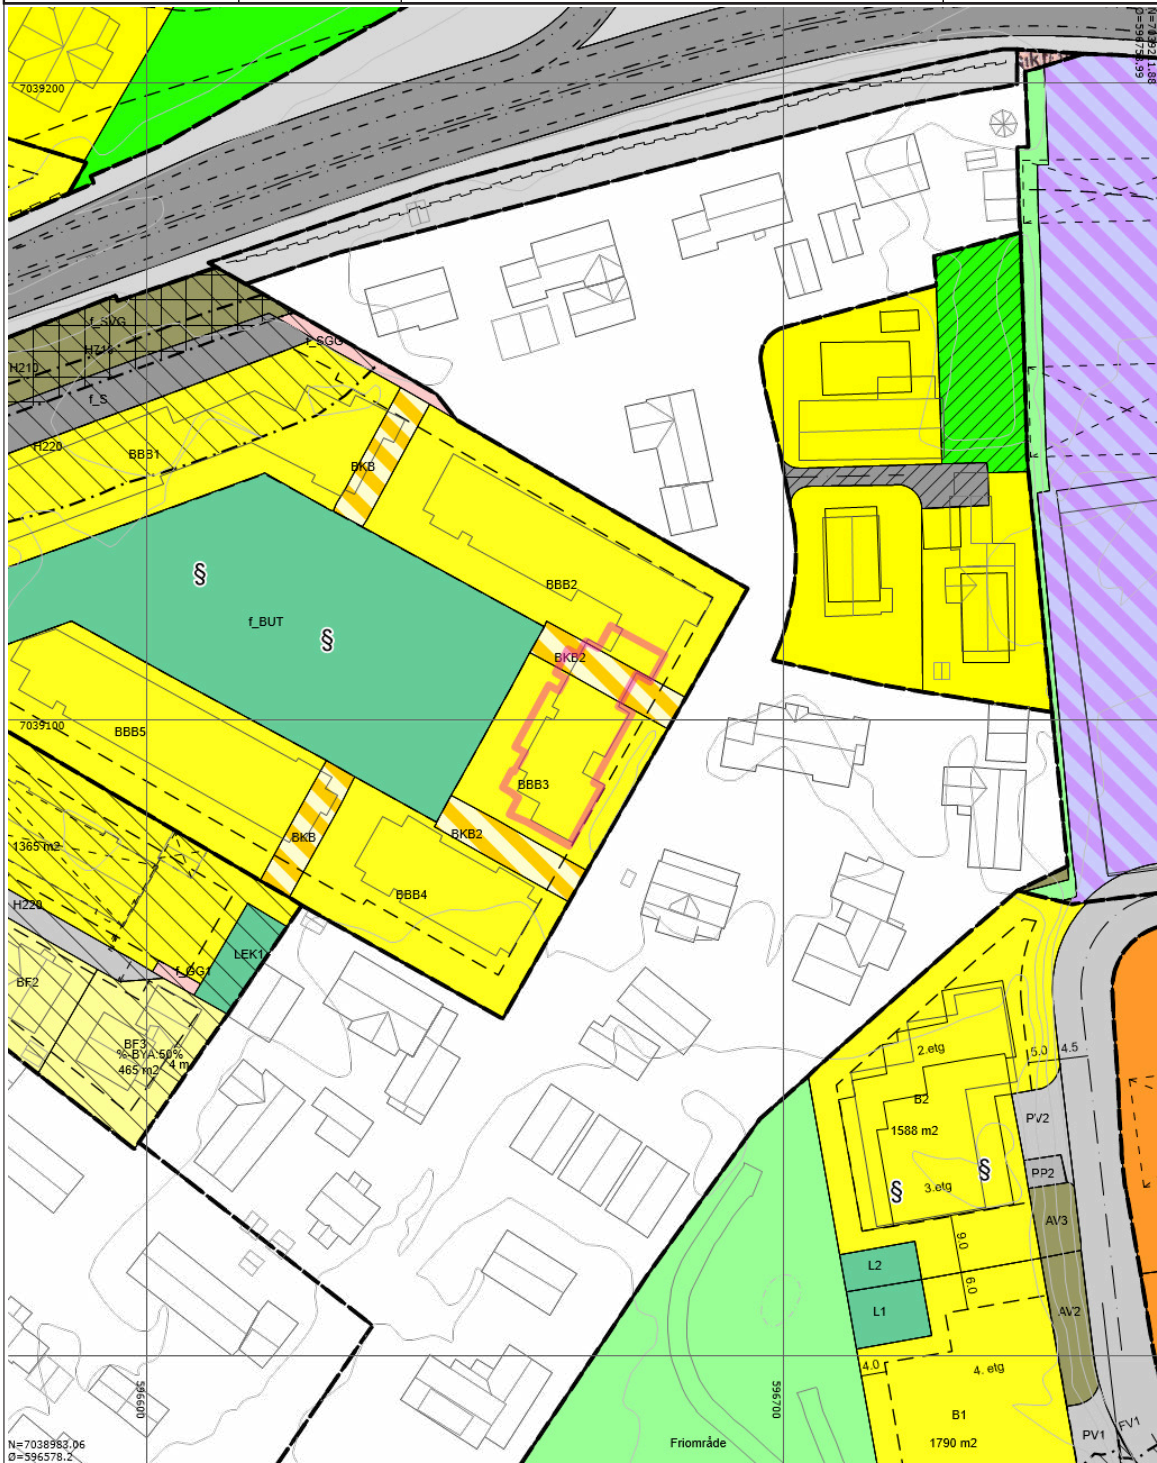 7039200
f_SVG
f_SGG
H210
f_S
H220
BBB1
BKB
§
BBB2
f_BUT
§
BKB2
7039100
BBB5
BBB3
BKB2
BKB
1365 m2
BBB4
H220
LEK1
f_GG1
BF2
BF3
%-BYA:50%
4 m
465 m2
2.etg
5.0
4.5
B2
1588 m2
PV2
§
PP2
§
3.etg
AV3
9.0
L2
6.0
L1
AV2
4.0
4. etg
596600
596700
B1
FV1
PV1
Friområde
1790 m2
N=7038983.06
Ø=596578.2